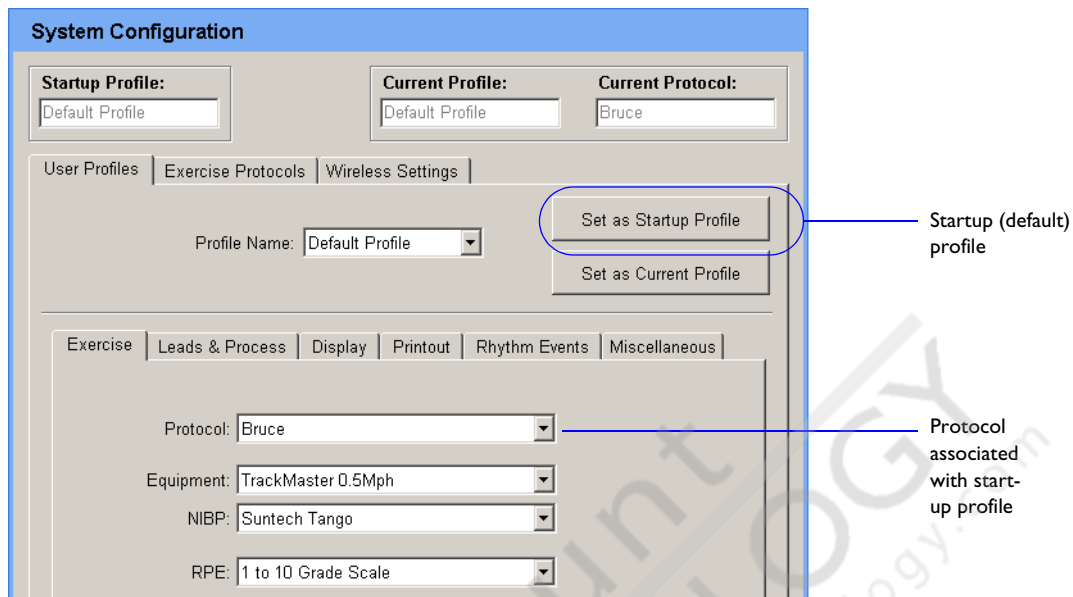 System Configuration
Startup Profile:
Default Profile
Current Profile:
Default Profile
Current Protocol:
Bruce
User Profiles
Exercise Protocols
Wireless Settings
Profile Name:
Default Profile
Set as Startup Profile
Set as Current Profile
Startup (default)
profile
Exercise
Leads & Process
Display
Printout
Rhythm Events
Miscellaneous
Protocol:
Bruce
Protocol
associated
with start-
up profile
Equipment:
TrackMaster 0.5Mph
NIBP:
Suntech Tango
RPE:
1 to 10 Grade Scale